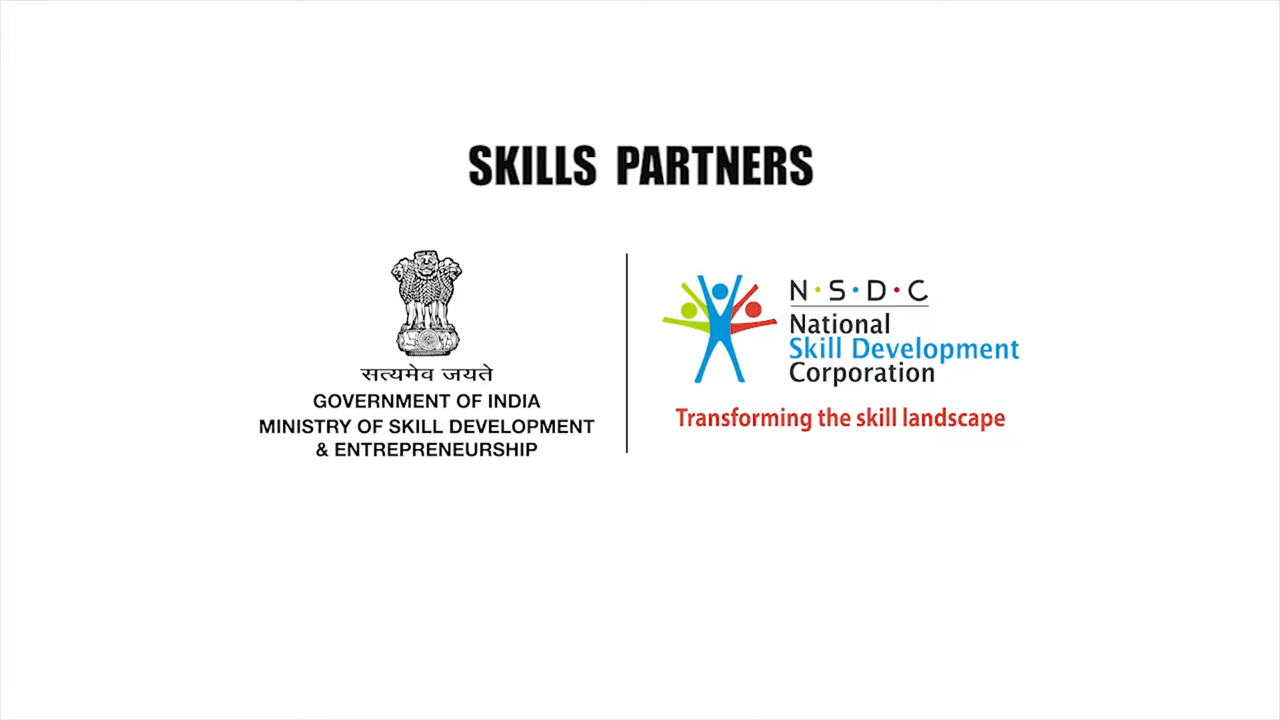 SKILLS PARTNERS
सत्यमेव जयते
GOVERNMENT OF INDIA
MINISTRY OF SKILL DEVELOPMENT
& ENTREPRENEURSHIP
N·S·D·C
National
Skill Development
Corporation
Transforming the skill landscape